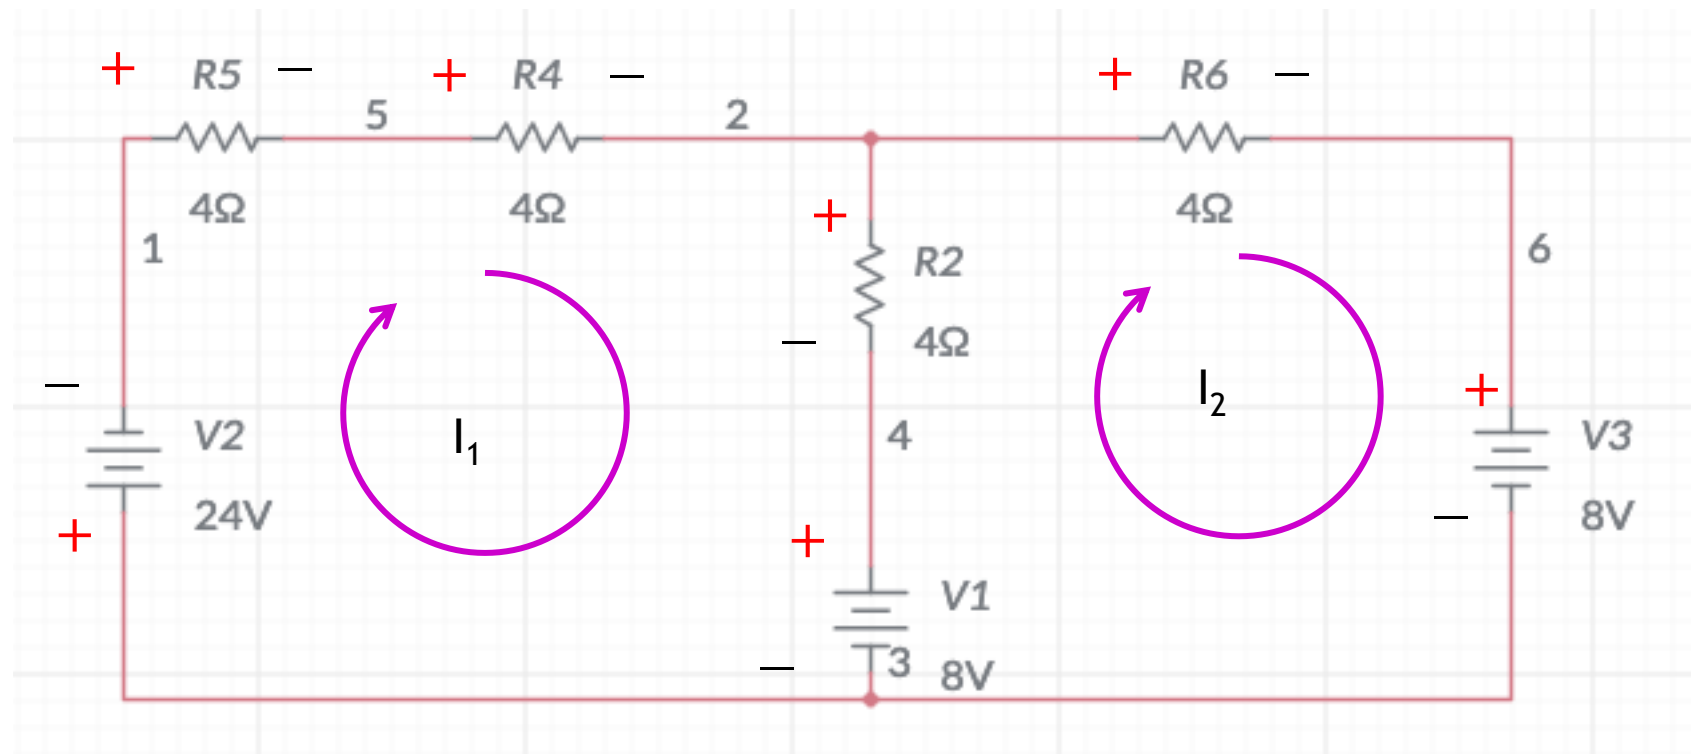 + R5 − + R4 − + R6 −
5 2
4Ω 4Ω 4Ω
+
1 6
R2
− 4Ω
− I₁ I₂ +
V2 4 V3
24V 8V
+ + −
V1
− 3 8V